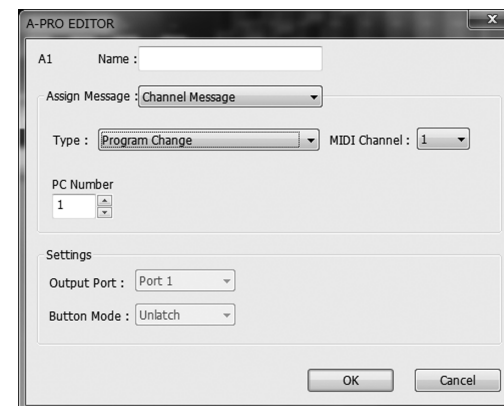 A-PRO EDITOR
A1 Name :
Assign Message : Channel Message
Type : Program Change MIDI Channel : 1
PC Number
1
Settings
Output Port : Port 1
Button Mode : Unlatch
OK Cancel